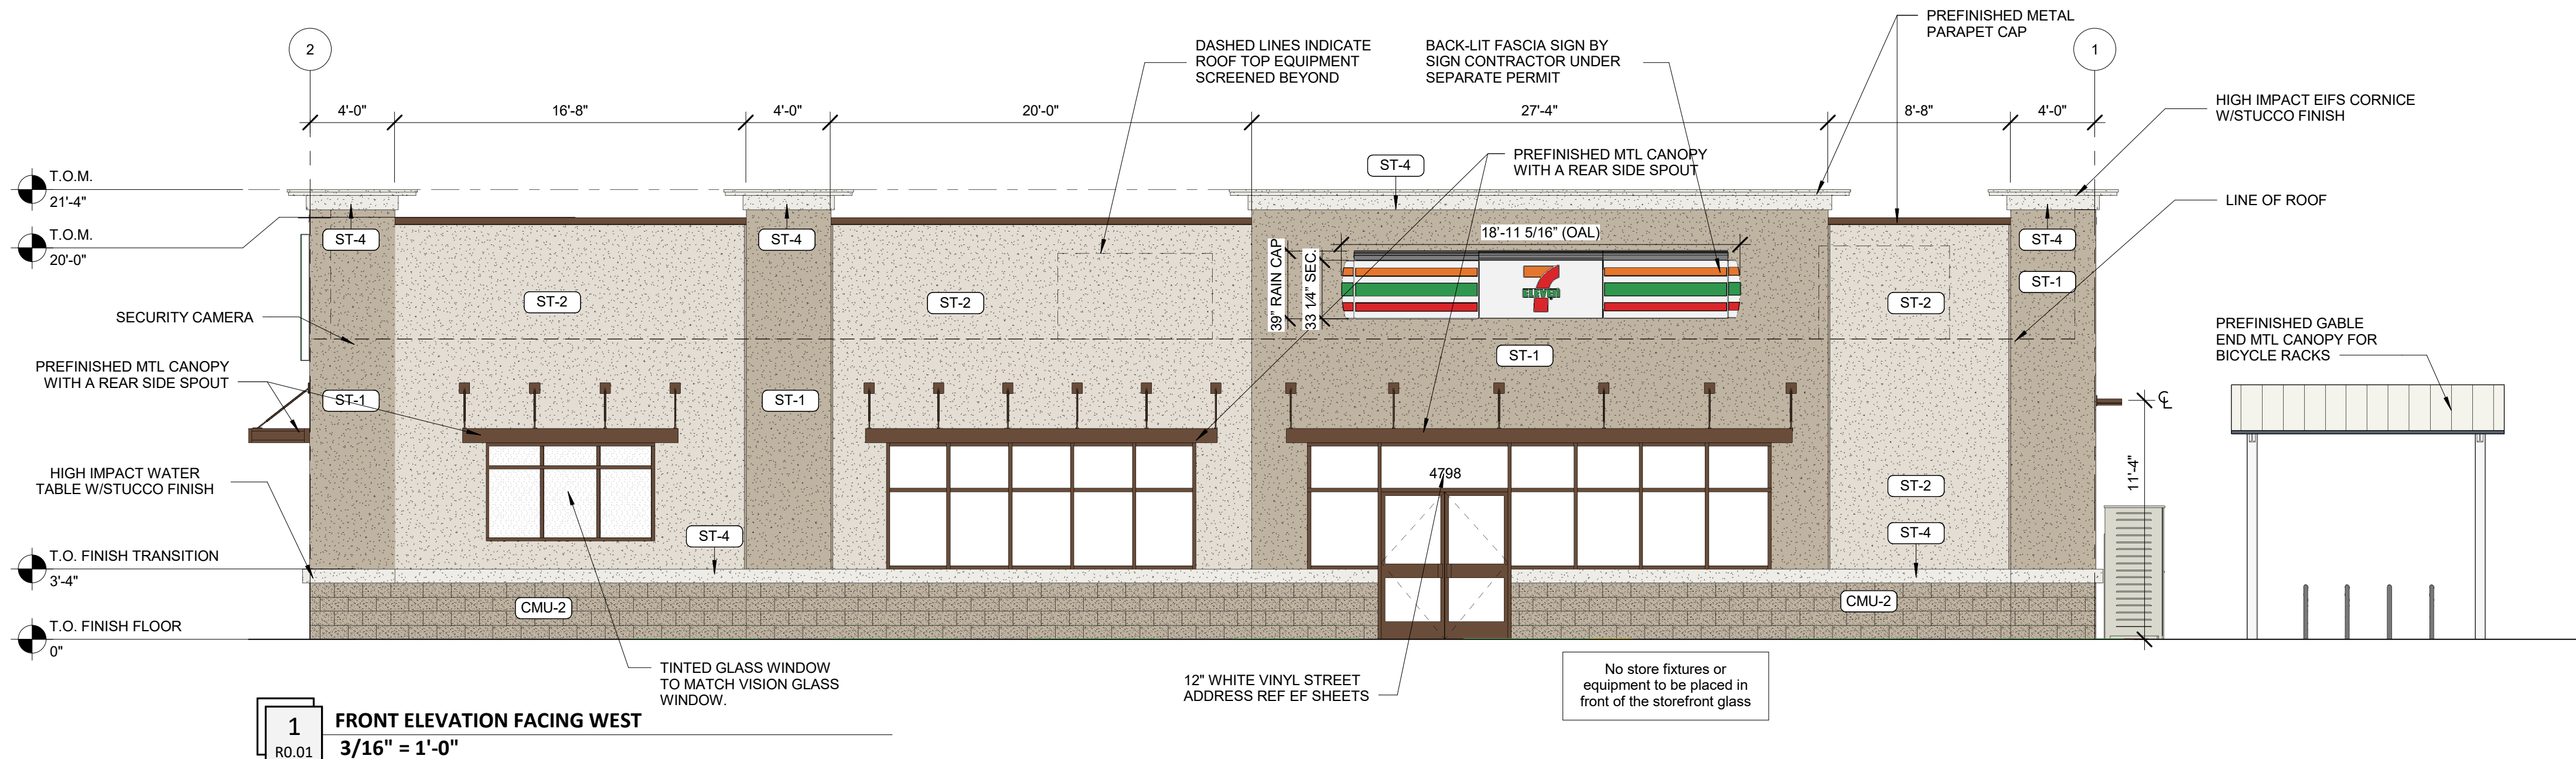 2
DASHED LINES INDICATE
ROOF TOP EQUIPMENT
SCREENED BEYOND
BACK-LIT FASCIA SIGN BY
SIGN CONTRACTOR UNDER
SEPARATE PERMIT
PREFINISHED METAL
PARAPET CAP
1
4'-0"
16'-8"
4'-0"
20'-0"
27'-4"
8'-8"
4'-0"
HIGH IMPACT EIFS CORNICE
W/STUCCO FINISH
ST-4
PREFINISHED MTL CANOPY
WITH A REAR SIDE SPOUT
T.O.M.
21'-4"
LINE OF ROOF
T.O.M.
20'-0"
ST-4
ST-4
18'-11 5/16" (OAL)
ST-4
39" RAIN CAP
33 1/4" SEC.
7
ELEVEN
ST-1
ST-2
ST-2
ST-2
SECURITY CAMERA
PREFINISHED GABLE
END MTL CANOPY FOR
BICYCLE RACKS
ST-1
PREFINISHED MTL CANOPY
WITH A REAR SIDE SPOUT
ST-1
ST-1
℄
HIGH IMPACT WATER
TABLE W/STUCCO FINISH
4798
11'-4"
ST-2
ST-4
ST-4
T.O. FINISH TRANSITION
3'-4"
CMU-2
CMU-2
T.O. FINISH FLOOR
0"
TINTED GLASS WINDOW
TO MATCH VISION GLASS
WINDOW.
12" WHITE VINYL STREET
ADDRESS REF EF SHEETS
No store fixtures or
equipment to be placed in
front of the storefront glass
1
R0.01
FRONT ELEVATION FACING WEST
3/16" = 1'-0"